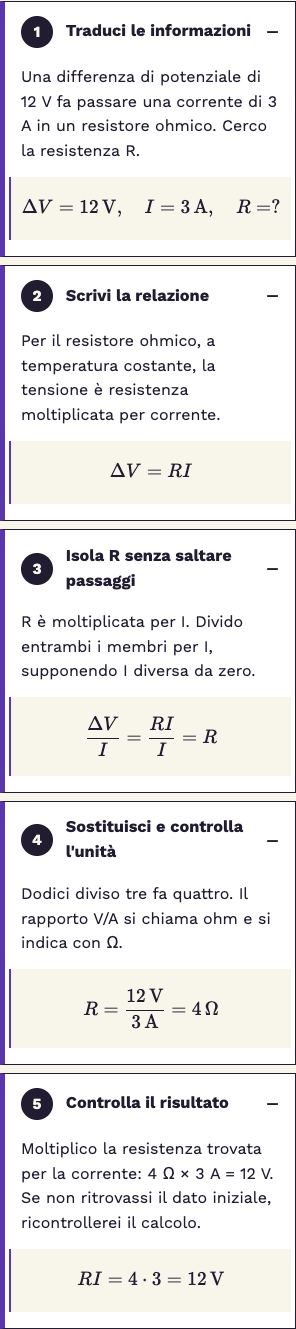 1 Traduci le informazioni −
Una differenza di potenziale di
12 V fa passare una corrente di 3
A in un resistore ohmico. Cerco
la resistenza R.
ΔV = 12 V, I = 3 A, R =?
2 Scrivi la relazione −
Per il resistore ohmico, a
temperatura costante, la
tensione è resistenza
moltiplicata per corrente.
ΔV = RI
3 Isola R senza saltare
passaggi −
R è moltiplicata per I. Divido
entrambi i membri per I,
supponendo I diversa da zero.
ΔV/I = RI/I = R
4 Sostituisci e controlla
l'unità −
Dodici diviso tre fa quattro. Il
rapporto V/A si chiama ohm e si
indica con Ω.
R = 12 V/3 A = 4 Ω
5 Controlla il risultato −
Moltiplico la resistenza trovata
per la corrente: 4 Ω × 3 A = 12 V.
Se non ritrovassi il dato iniziale,
ricontrollerei il calcolo.
RI = 4 · 3 = 12 V